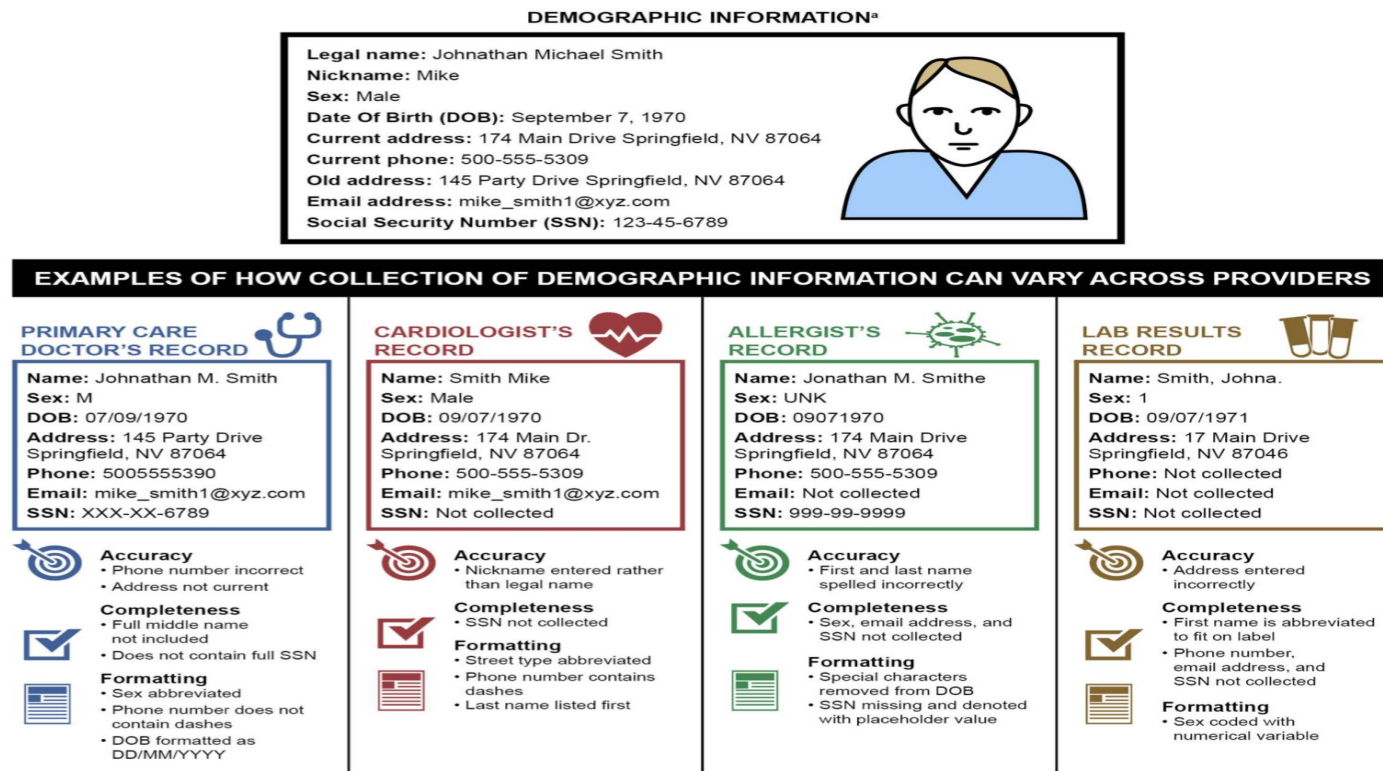 DEMOGRAPHIC INFORMATIONᵃ
Legal name: Johnathan Michael Smith
Nickname: Mike
Sex: Male
Date Of Birth (DOB): September 7, 1970
Current address: 174 Main Drive Springfield, NV 87064
Current phone: 500-555-5309
Old address: 145 Party Drive Springfield, NV 87064
Email address: mike_smith1@xyz.com
Social Security Number (SSN): 123-45-6789
EXAMPLES OF HOW COLLECTION OF DEMOGRAPHIC INFORMATION CAN VARY ACROSS PROVIDERS
PRIMARY CARE
DOCTOR'S RECORD
Name: Johnathan M. Smith
Sex: M
DOB: 07/09/1970
Address: 145 Party Drive
Springfield, NV 87064
Phone: 5005555390
Email: mike_smith1@xyz.com
SSN: XXX-XX-6789
Accuracy
• Phone number incorrect
• Address not current
Completeness
• Full middle name
not included
• Does not contain full SSN
Formatting
• Sex abbreviated
• Phone number does not
contain dashes
• DOB formatted as
DD/MM/YYYY
CARDIOLOGIST'S
RECORD
Name: Smith Mike
Sex: Male
DOB: 09/07/1970
Address: 174 Main Dr.
Springfield, NV 87064
Phone: 500-555-5309
Email: mike_smith1@xyz.com
SSN: Not collected
Accuracy
• Nickname entered rather
than legal name
Completeness
• SSN not collected
Formatting
• Street type abbreviated
• Phone number contains
dashes
• Last name listed first
ALLERGIST'S
RECORD
Name: Jonathan M. Smithe
Sex: UNK
DOB: 09071970
Address: 174 Main Drive
Springfield, NV 87064
Phone: 500-555-5309
Email: Not collected
SSN: 999-99-9999
Accuracy
• First and last name
spelled incorrectly
Completeness
• Sex, email address, and
SSN not collected
Formatting
• Special characters
removed from DOB
• SSN missing and denoted
with placeholder value
LAB RESULTS
RECORD
Name: Smith, Johna.
Sex: 1
DOB: 09/07/1971
Address: 17 Main Drive
Springfield, NV 87046
Phone: Not collected
Email: Not collected
SSN: Not collected
Accuracy
• Address entered
incorrectly
Completeness
• First name is abbreviated
to fit on label
• Phone number,
email address, and
SSN not collected
Formatting
• Sex coded with
numerical variable